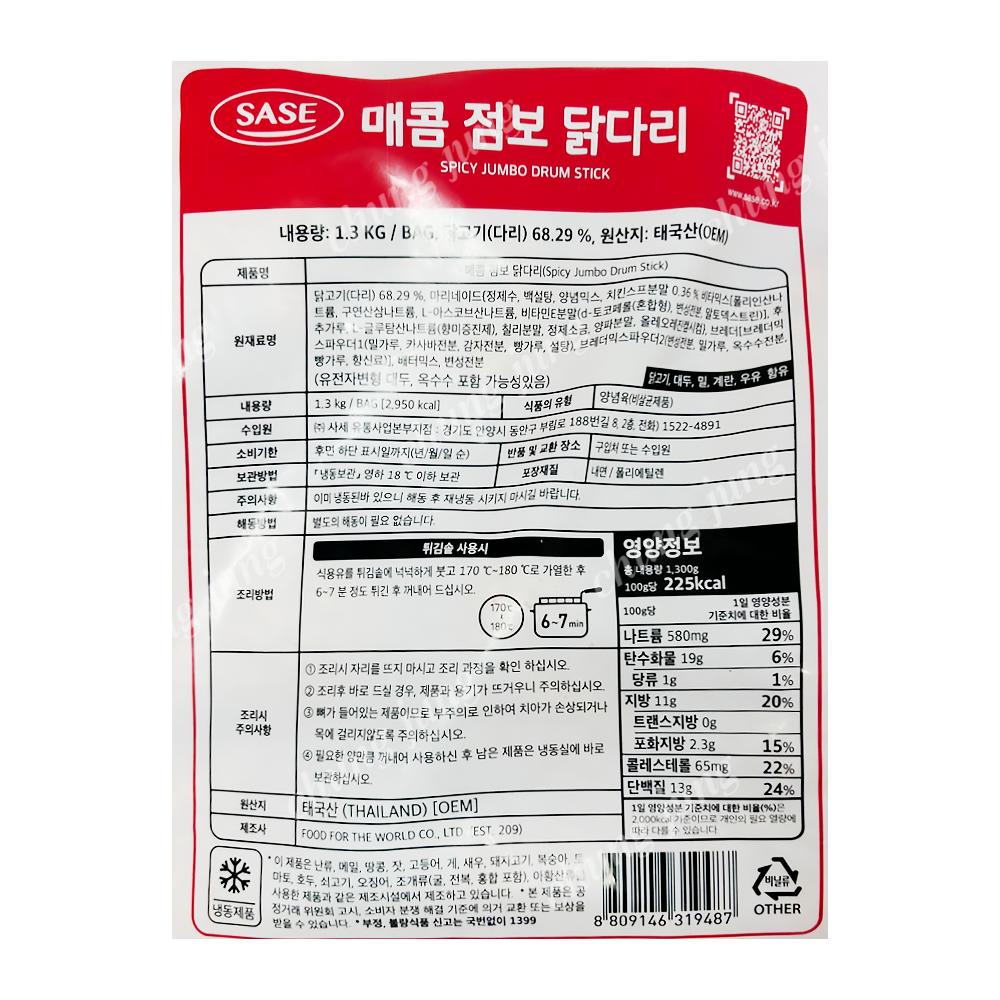 SASE
매콤 점보 닭다리
SPICY JUMBO DRUM STICK
www.sase.co.kr
내용량: 1.3 KG / BAG, 닭고기(다리) 68.29 %, 원산지: 태국산(OEM)
제품명 매콤 점보 닭다리(Spicy Jumbo Drum Stick)
원재료명
닭고기(다리) 68.29 %, 마리네이드(정제수, 백설탕, 양념믹스, 치킨스프분말 0.36 %, 비타믹스[폴리인산나
트륨, 구연산삼나트륨, L-아스코브산나트륨, 비타민E분말(d-토코페롤(혼합형), 변성전분, 말토덱스트린)], 후
추가루, L-글루탐산나트륨(향미증진제), 칠리분말, 정제소금, 양파분말, 올레오레진캡시컴), 브레더[브레더믹
스파우더1(밀가루, 카사바전분, 감자전분, 빵가루, 설탕), 브레더믹스파우더2(변성전분, 밀가루, 옥수수전분,
빵가루, 향신료)], 배터믹스, 변성전분
(유전자변형 대두, 옥수수 포함 가능성있음)
닭고기, 대두, 밀, 계란, 우유 함유
내용량 1.3 kg / BAG [2,950 kcal] 식품의 유형 양념육(비살균제품)
수입원 ㈜ 사세 유통사업본부지점 : 경기도 안양시 동안구 부림로 188번길 8, 2층, 전화) 1522-4891
소비기한 후면 하단 표시일까지(년/월/일 순) 반품 및 교환 장소 구입처 또는 수입원
보관방법 「냉동보관」 영하 18 ℃ 이하 보관 포장재질 내면 / 폴리에틸렌
주의사항 이미 냉동된바 있으니 해동 후 재냉동 시키지 마시길 바랍니다.
해동방법 별도의 해동이 필요 없습니다.
조리방법
튀김솥 사용시
식용유를 튀김솥에 넉넉하게 붓고 170 ℃~180 ℃로 가열한 후
6~7 분 정도 튀긴 후 꺼내어 드십시오.
170℃
~
180℃
6~7 min
조리시
주의사항
① 조리시 자리를 뜨지 마시고 조리 과정을 확인 하십시오.
② 조리후 바로 드실 경우, 제품과 용기가 뜨거우니 주의하십시오.
③ 뼈가 들어있는 제품이므로 부주의로 인하여 치아가 손상되거나
목에 걸리지않도록 주의하십시오.
④ 필요한 양만큼 꺼내어 사용하신 후 남은 제품은 냉동실에 바로
보관하십시오.
원산지 태국산 (THAILAND) [OEM]
제조사 FOOD FOR THE WORLD CO., LTD. (EST. 209)
영양정보
총 내용량 1,300g
100g당 225kcal
100g당 1일 영양성분
기준치에 대한 비율
나트륨 580mg 29%
탄수화물 19g 6%
당류 1g 1%
지방 11g 20%
트랜스지방 0g
포화지방 2.3g 15%
콜레스테롤 65mg 22%
단백질 13g 24%
1일 영양성분 기준치에 대한 비율(%)은
2,000kcal 기준이므로 개인의 필요 열량에
따라 다를 수 있습니다.
냉동제품
* 이 제품은 난류, 메밀, 땅콩, 잣, 고등어, 게, 새우, 돼지고기, 복숭아, 토
마토, 호두, 쇠고기, 오징어, 조개류(굴, 전복, 홍합 포함), 아황산류를
사용한 제품과 같은 제조시설에서 제조하고 있습니다. * 본 제품은 공
정거래 위원회 고시, 소비자 분쟁 해결 기준에 의거 교환 또는 보상을
받을 수 있습니다. * 부정, 불량식품 신고는 국번없이 1399
8 809146 319487
비닐류
OTHER
chung jung